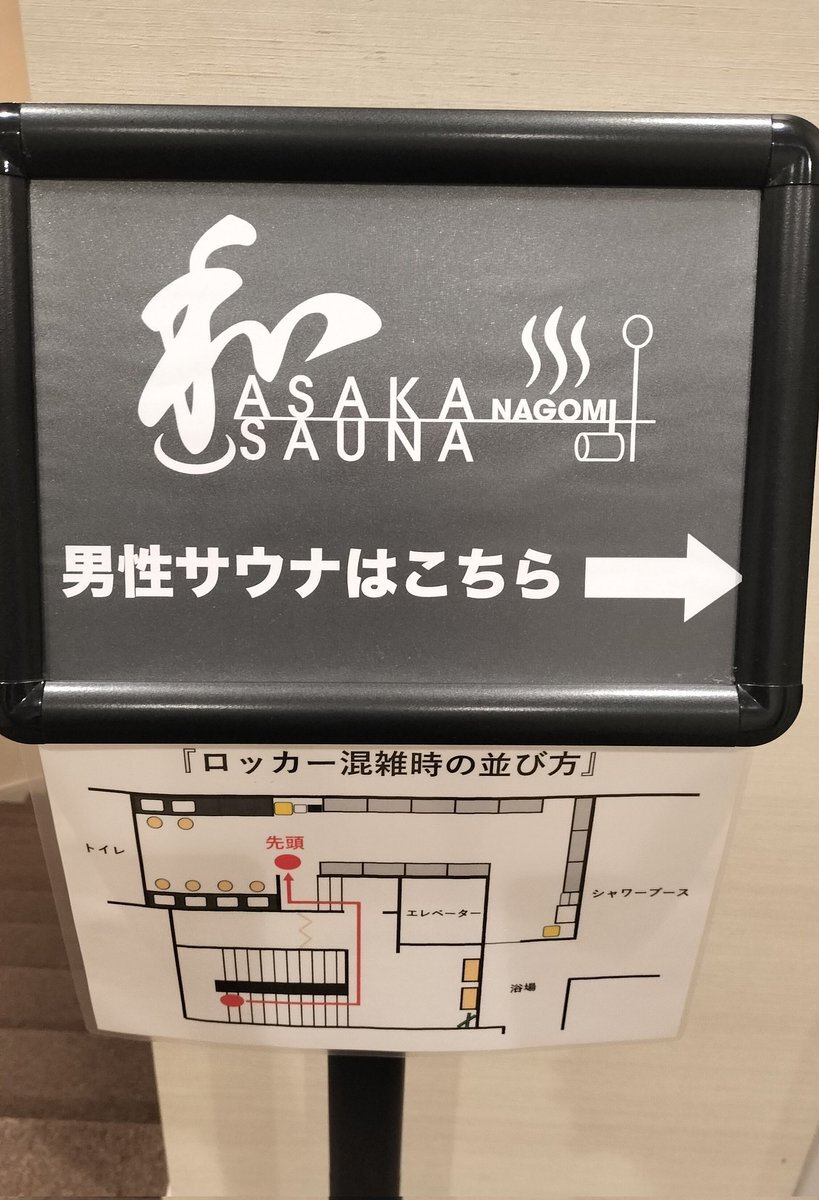 和
ASAKA
SAUNA
NAGOMI
男性サウナはこちら
『ロッカー混雑時の並び方』
先頭
トイレ
シャワーブース
エレベーター
浴場